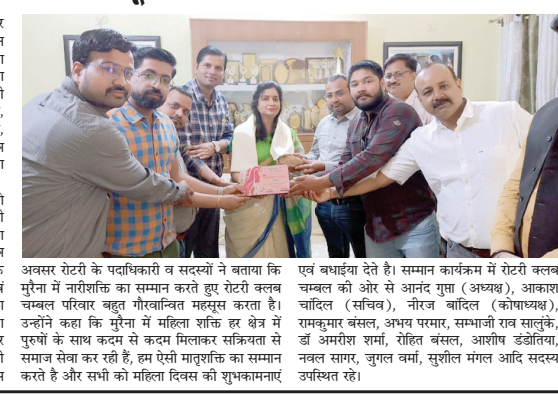 अवसर रोटरी के पदाधिकारी व सदस्यों ने बताया कि
मुरैना में नारीशक्ति का सम्मान करते हुए रोटरी क्लब
चम्बल परिवार बहुत गौरवान्वित महसूस करता है।
उन्होंने कहा कि मुरैना में महिला शक्ति हर क्षेत्र में
पुरुषों के साथ कदम से कदम मिलाकर सक्रियता से
समाज सेवा कर रही हैं, हम ऐसी मातृशक्ति का सम्मान
करते है और सभी को महिला दिवस की शुभकामनाएं
एवं बधाईया देते है। सम्मान कार्यक्रम में रोटरी क्लब
चम्बल की ओर से आनंद गुप्ता (अध्यक्ष), आकाश
चांदिल (सचिव), नीरज बांदिल (कोषाध्यक्ष),
रामकुमार बंसल, अभय परमार, सम्भाजी राव सालुंके,
डॉ अमरीश शर्मा, रोहित बंसल, आशीष डंडोतिया,
नवल सागर, जुगल वर्मा, सुशील मंगल आदि सदस्य
उपस्थित रहे।